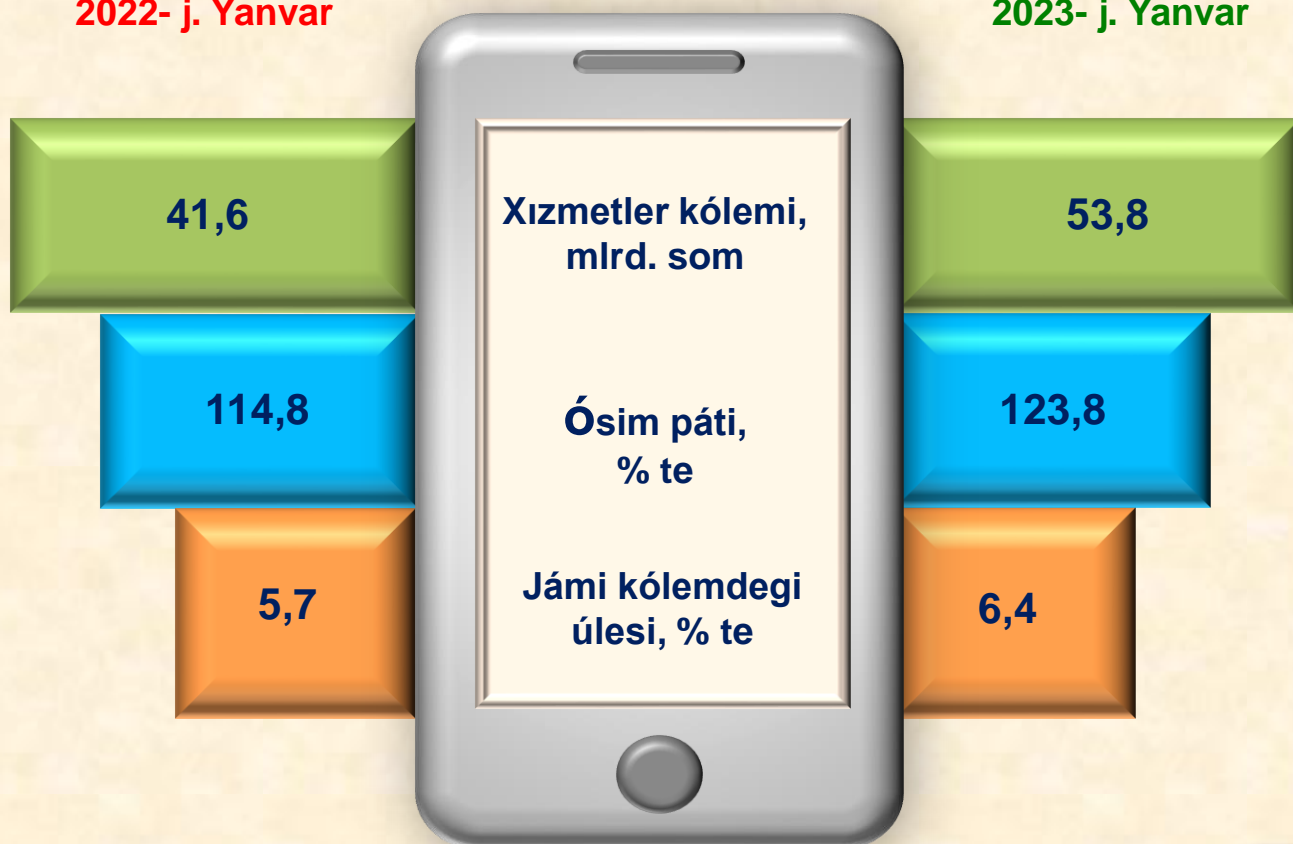 2022- j. Yanvar
2023- j. Yanvar
41,6
Xızmetler kólemi,
mlrd. som
53,8
114,8
Ósim páti,
% te
123,8
5,7
Jámi kólemdegi
úlesi, % te
6,4